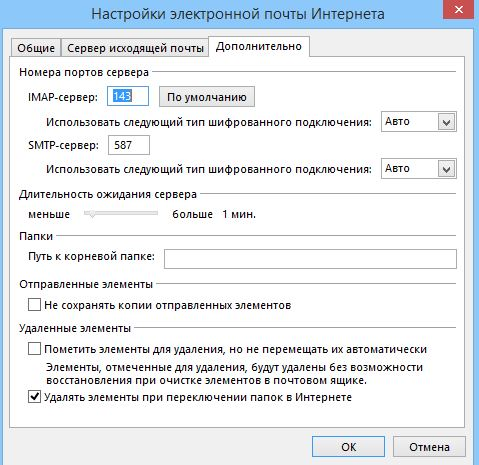 Настройки электронной почты Интернета
Общие Сервер исходящей почты Дополнительно
Номера портов сервера
IMAP-сервер: 143 По умолчанию
Использовать следующий тип шифрованного подключения: Авто
SMTP-сервер: 587
Использовать следующий тип шифрованного подключения: Авто
Длительность ожидания сервера
меньше больше 1 мин.
Папки
Путь к корневой папке:
Отправленные элементы
Не сохранять копии отправленных элементов
Удаленные элементы
Пометить элементы для удаления, но не перемещать их автоматически
Элементы, отмеченные для удаления, будут удалены без возможности
восстановления при очистке элементов в почтовом ящике.
Удалять элементы при переключении папок в Интернете
ОК Отмена